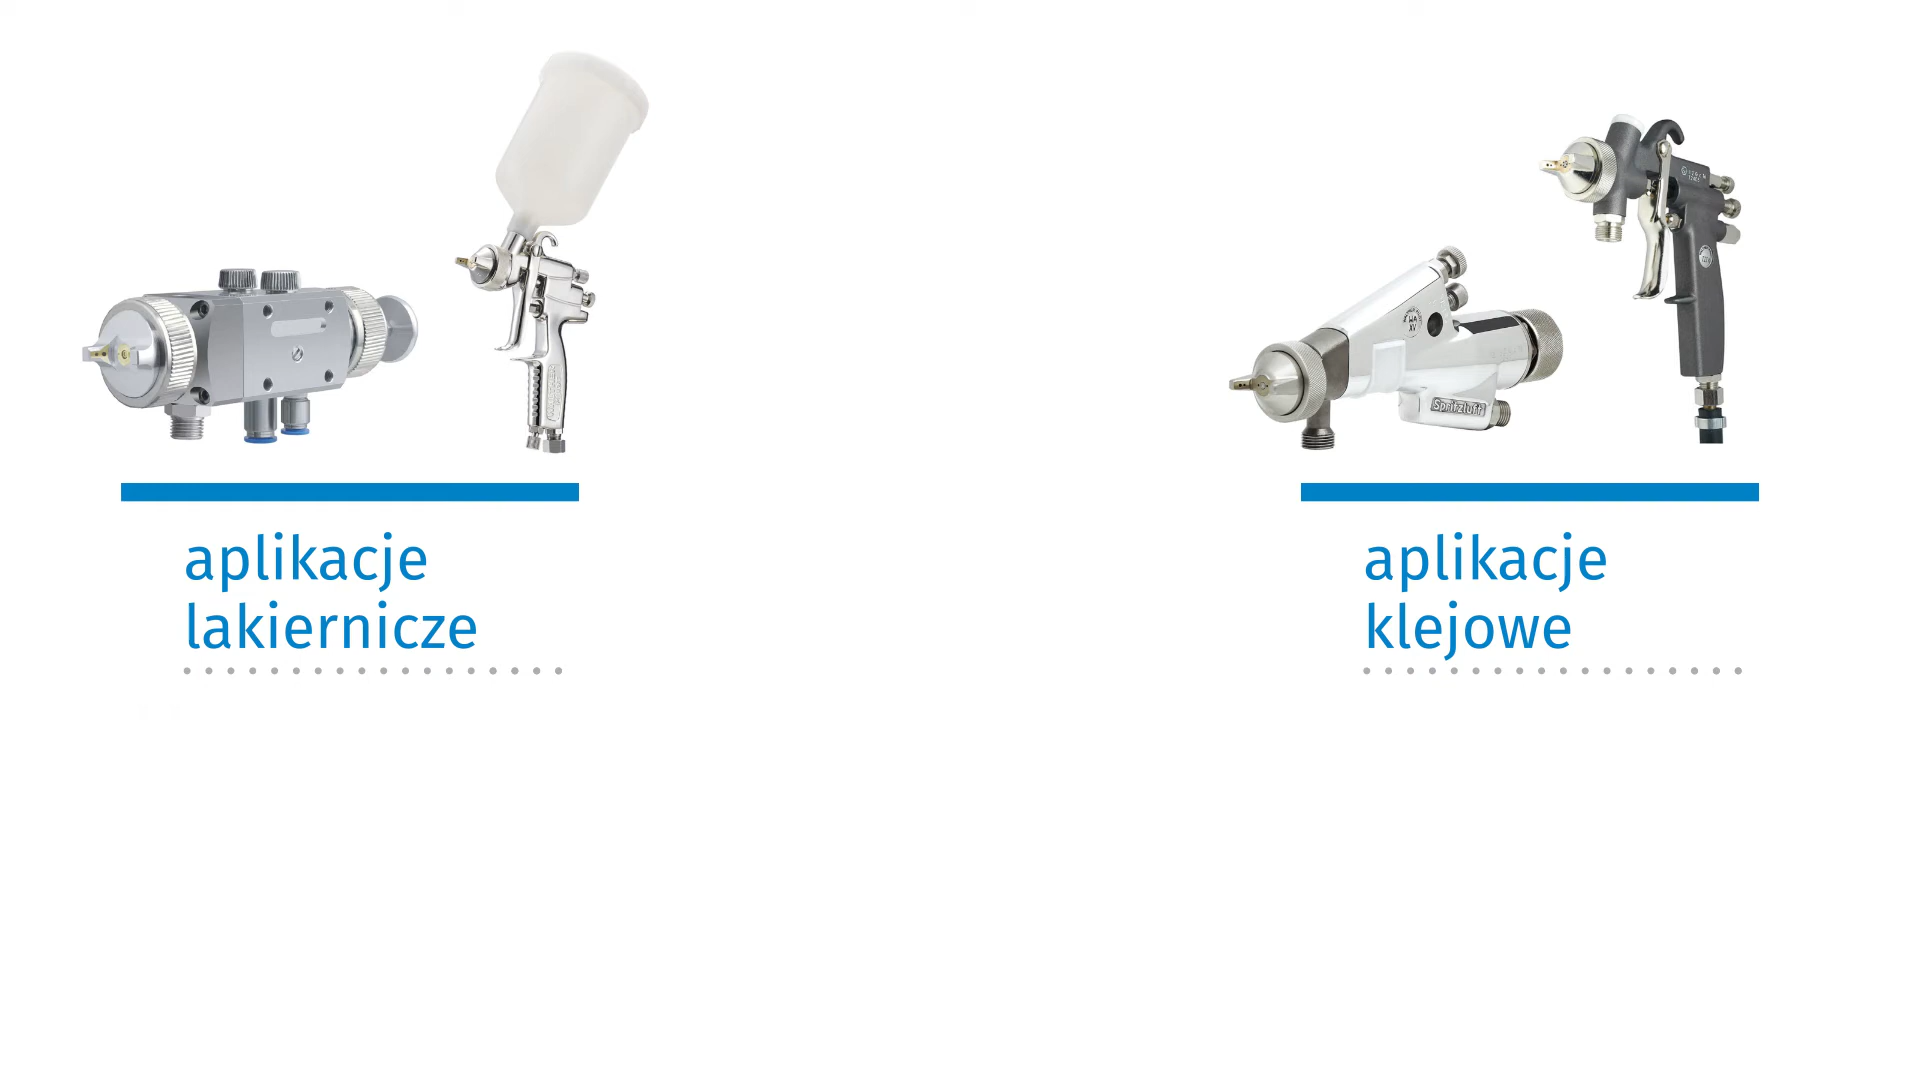 aplikacje
lakiernicze
aplikacje
klejowe
Spritzluft